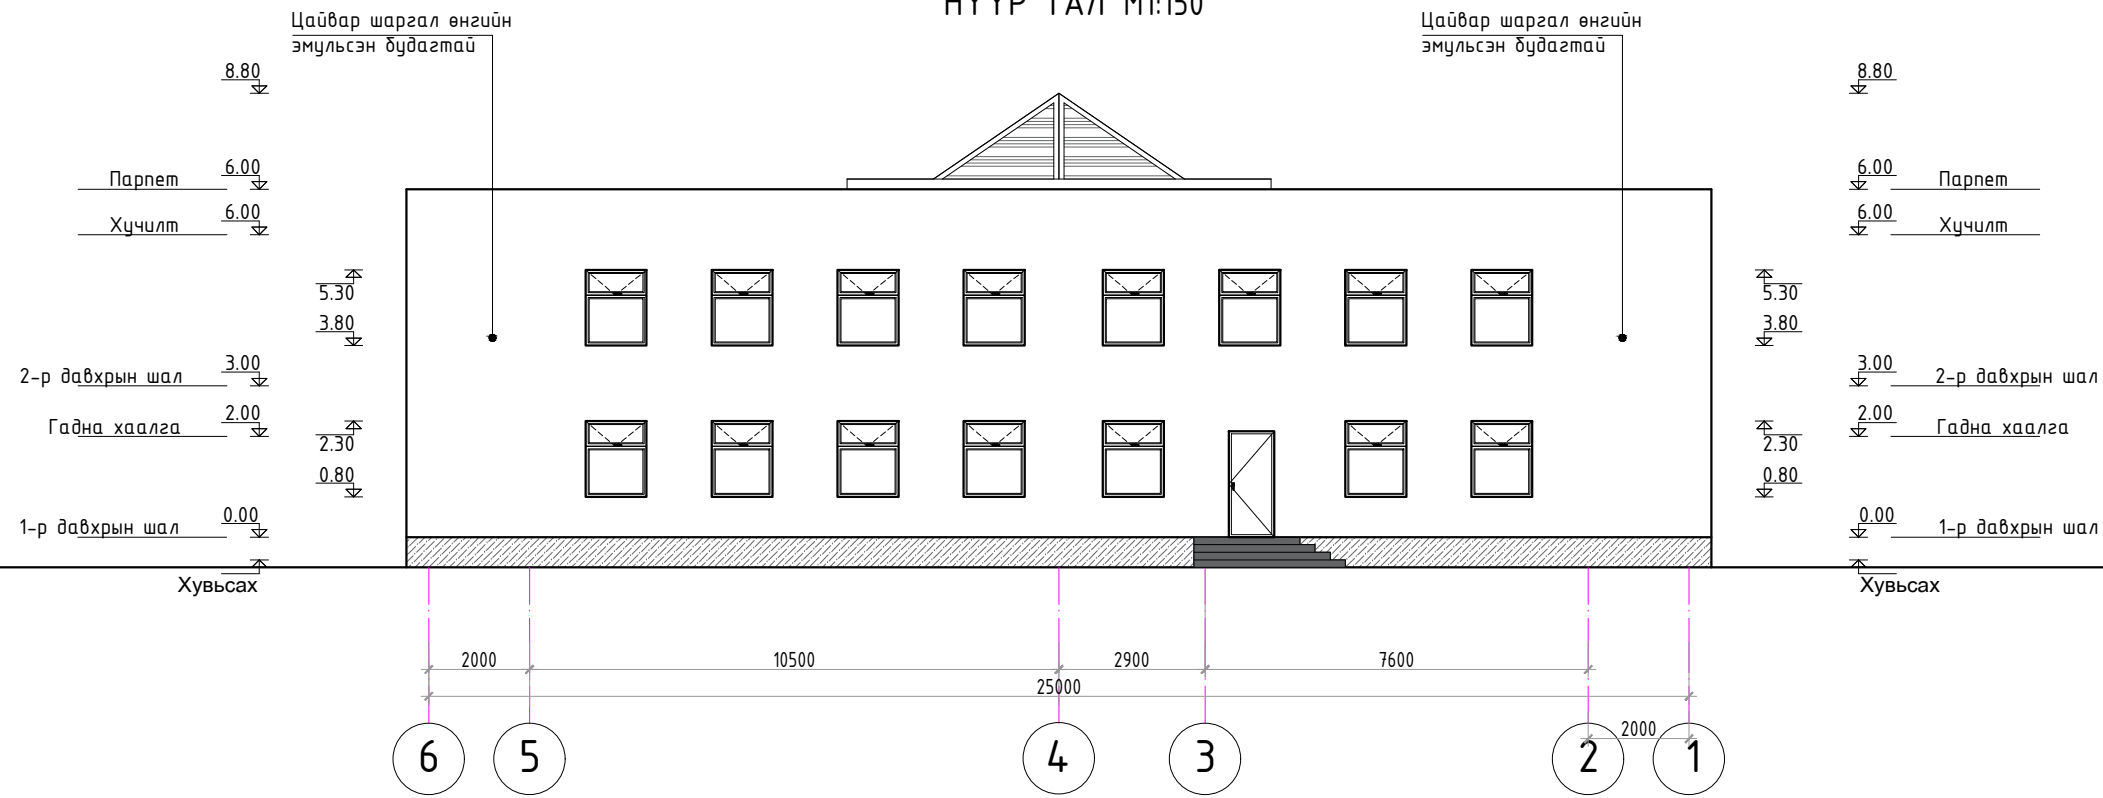 НҮҮР ТАЛ М1:150
Цайвар шаргал өнгийн
эмульсэн будагтай
Цайвар шаргал өнгийн
эмульсэн будагтай
8.80
8.80
Парпет 6.00
6.00 Парпет
Хучилт 6.00
6.00 Хучилт
5.30
5.30
3.80
3.80
2-р давхрын шал 3.00
3.00 2-р давхрын шал
Гадна хаалга 2.00
2.00 Гадна хаалга
2.30
2.30
0.80
0.80
1-р давхрын шал 0.00
0.00 1-р давхрын шал
Хувьсах
Хувьсах
2000 10500 2900 7600
25000
2000
6 5 4 3 2 1